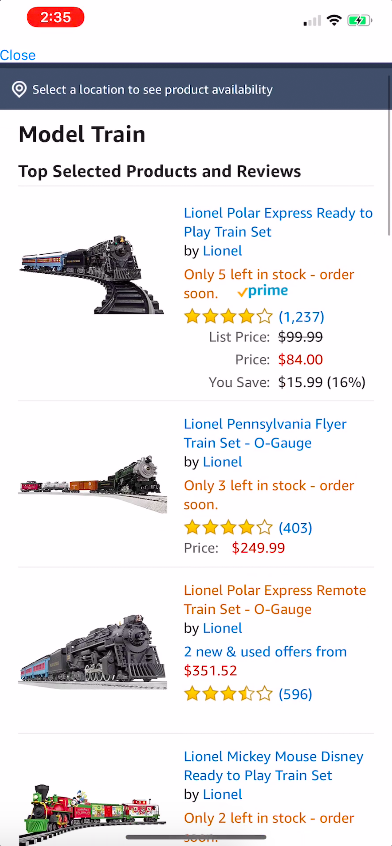 2:35
Close
Select a location to see product availability
Model Train
Top Selected Products and Reviews
Lionel Polar Express Ready to
Play Train Set
by Lionel
Only 5 left in stock - order
soon. prime
(1,237)
List Price: $99.99
Price: $84.00
You Save: $15.99 (16%)
Lionel Pennsylvania Flyer
Train Set - O-Gauge
by Lionel
Only 3 left in stock - order
soon.
(403)
Price: $249.99
Lionel Polar Express Remote
Train Set - O-Gauge
by Lionel
2 new & used offers from
$351.52
(596)
Lionel Mickey Mouse Disney
Ready to Play Train Set
by Lionel
Only 2 left in stock - order
soon.